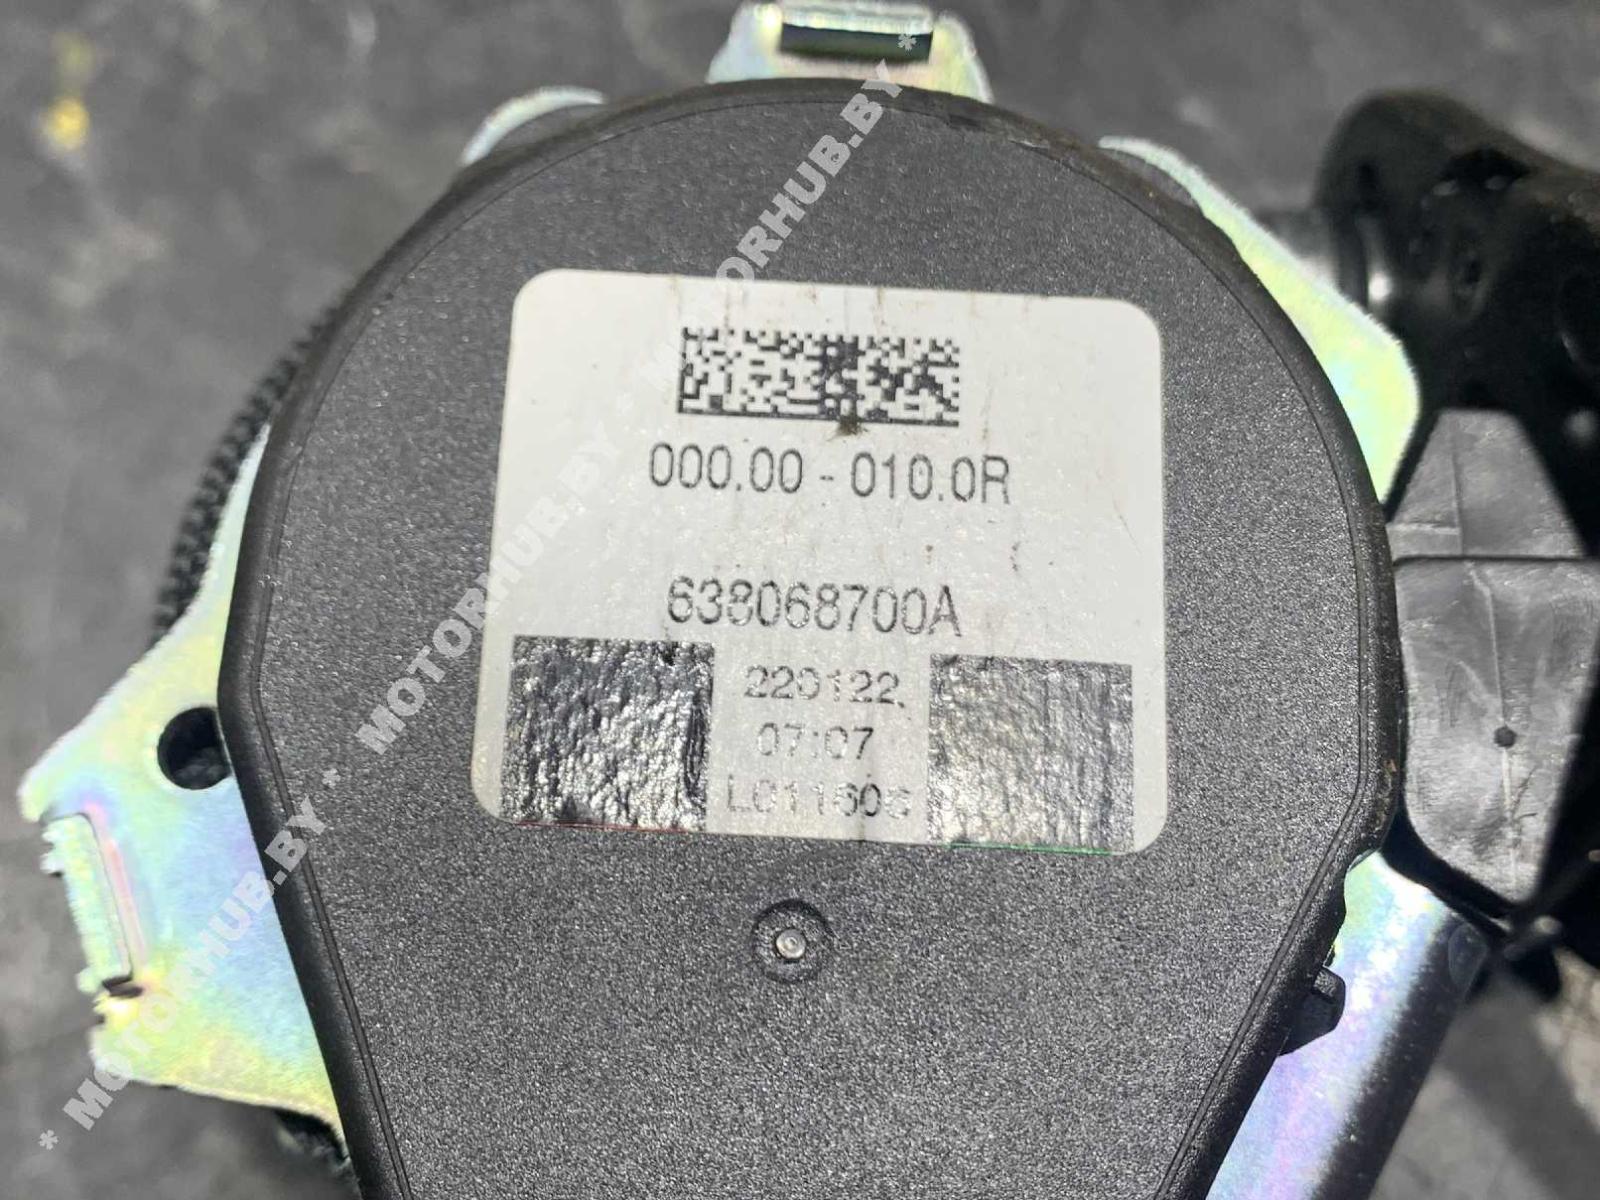 000.00 - 010.0R
638068700A
220122
07:07
L011606
* MOTORHUB.BY * MOTORHUB.BY * MOTORHUB.BY * MOTORHUB.BY *